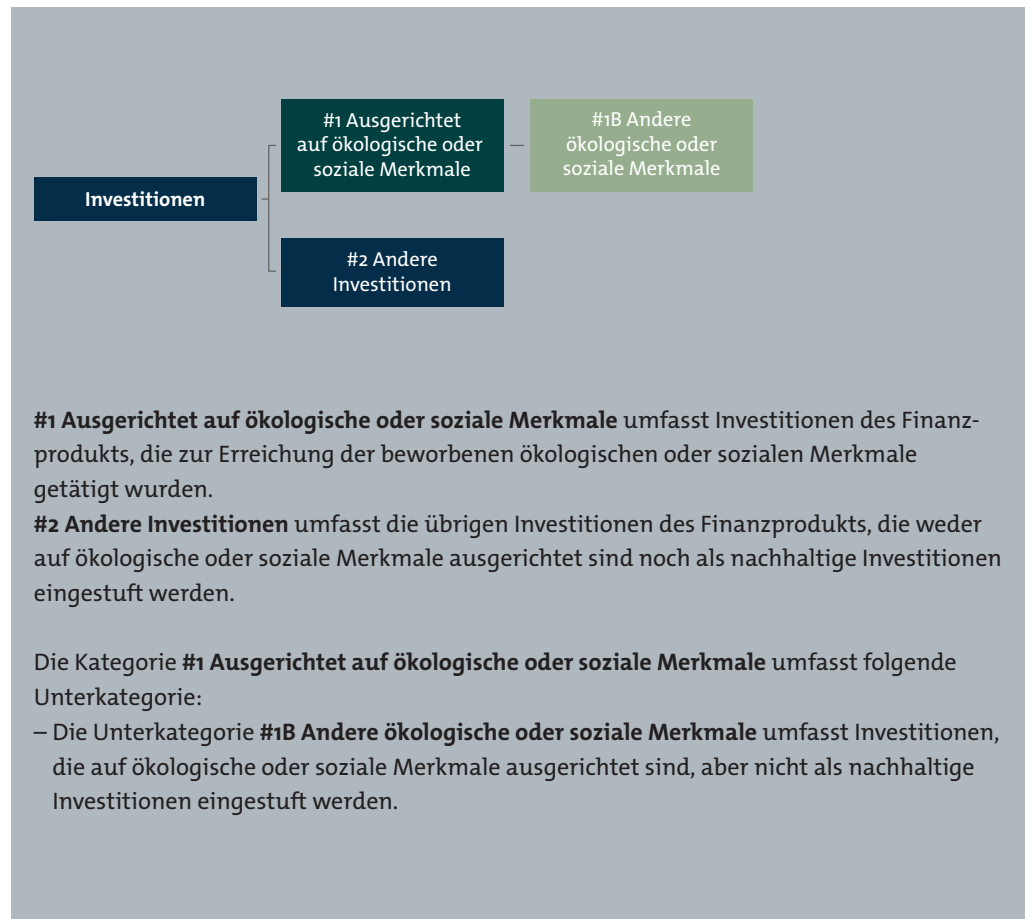 #1 Ausgerichtet
auf ökologische oder
soziale Merkmale
#1B Andere
ökologische oder
soziale Merkmale
Investitionen
#2 Andere
Investitionen
#1 Ausgerichtet auf ökologische oder soziale Merkmale umfasst Investitionen des Finanz-
produkts, die zur Erreichung der beworbenen ökologischen oder sozialen Merkmale
getätigt wurden.
#2 Andere Investitionen umfasst die übrigen Investitionen des Finanzprodukts, die weder
auf ökologische oder soziale Merkmale ausgerichtet sind noch als nachhaltige Investitionen
eingestuft werden.
Die Kategorie #1 Ausgerichtet auf ökologische oder soziale Merkmale umfasst folgende
Unterkategorie:
– Die Unterkategorie #1B Andere ökologische oder soziale Merkmale umfasst Investitionen,
die auf ökologische oder soziale Merkmale ausgerichtet sind, aber nicht als nachhaltige
Investitionen eingestuft werden.